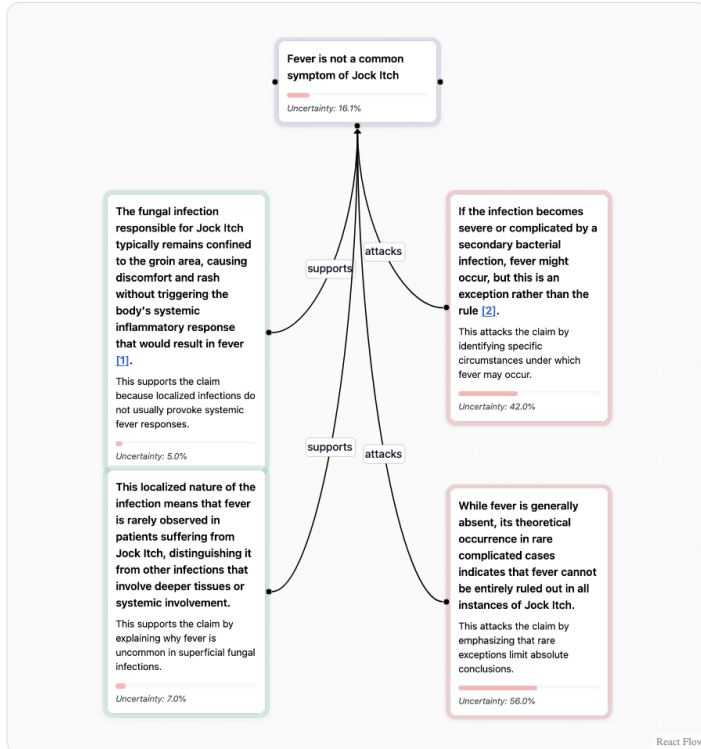 Fever is not a common
symptom of Jock Itch
Uncertainty: 16.1%
The fungal infection
responsible for Jock Itch
typically remains confined
to the groin area, causing
discomfort and rash
without triggering the
body's systemic
inflammatory response
that would result in fever
[1].
This supports the claim
because localized infections do
not usually provoke systemic
fever responses.
Uncertainty: 5.0%
supports
attacks
If the infection becomes
severe or complicated by a
secondary bacterial
infection, fever might
occur, but this is an
exception rather than the
rule [2].
This attacks the claim by
identifying specific
circumstances under which
fever may occur.
Uncertainty: 42.0%
This localized nature of the
infection means that fever
is rarely observed in
patients suffering from
Jock Itch, distinguishing it
from other infections that
involve deeper tissues or
systemic involvement.
This supports the claim by
explaining why fever is
uncommon in superficial fungal
infections.
Uncertainty: 7.0%
supports
attacks
While fever is generally
absent, its theoretical
occurrence in rare
complicated cases
indicates that fever cannot
be entirely ruled out in all
instances of Jock Itch.
This attacks the claim by
emphasizing that rare
exceptions limit absolute
conclusions.
Uncertainty: 56.0%
React Flow